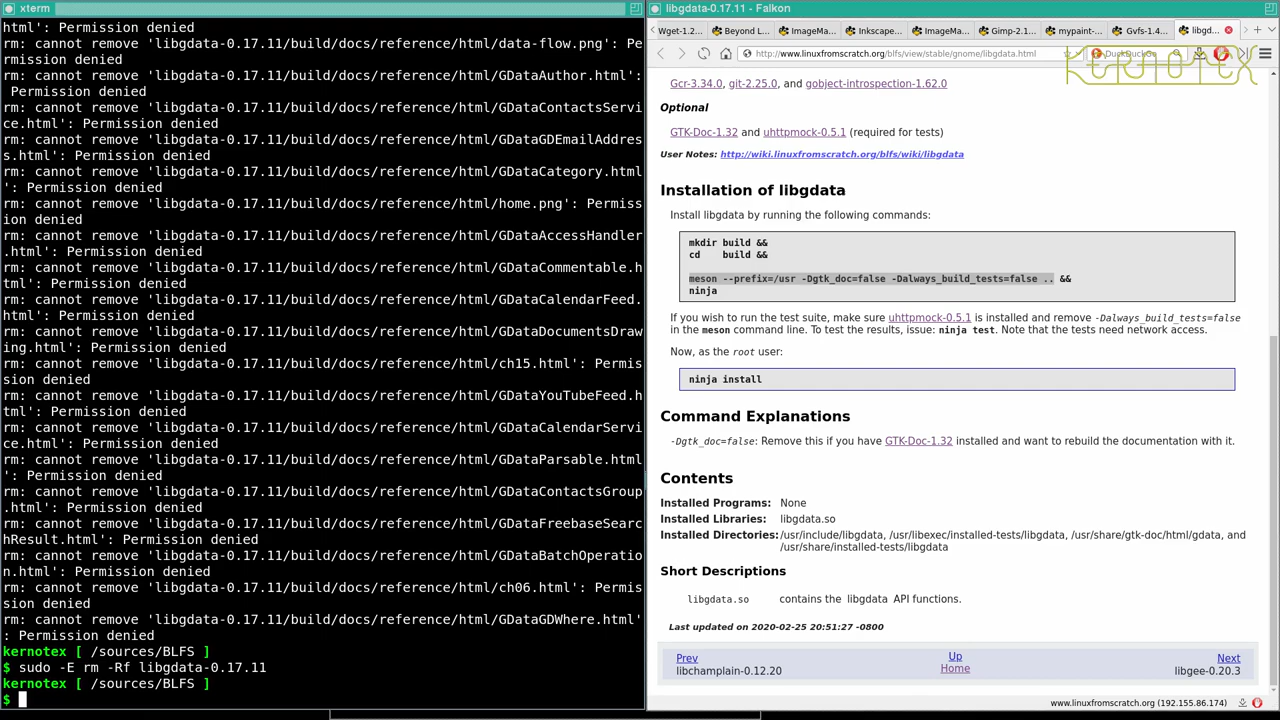 xterm
html': Permission denied
rm: cannot remove 'libgdata-0.17.11/build/docs/reference/html/data-flow.png': Pe
rmission denied
rm: cannot remove 'libgdata-0.17.11/build/docs/reference/html/GDataAuthor.html':
 Permission denied
rm: cannot remove 'libgdata-0.17.11/build/docs/reference/html/GDataContactsServi
ce.html': Permission denied
rm: cannot remove 'libgdata-0.17.11/build/docs/reference/html/GDataGDEmailAddres
s.html': Permission denied
rm: cannot remove 'libgdata-0.17.11/build/docs/reference/html/GDataCategory.html
': Permission denied
rm: cannot remove 'libgdata-0.17.11/build/docs/reference/html/home.png': Permiss
ion denied
rm: cannot remove 'libgdata-0.17.11/build/docs/reference/html/GDataAccessHandler
.html': Permission denied
rm: cannot remove 'libgdata-0.17.11/build/docs/reference/html/GDataCommentable.h
tml': Permission denied
rm: cannot remove 'libgdata-0.17.11/build/docs/reference/html/GDataCalendarFeed.
html': Permission denied
rm: cannot remove 'libgdata-0.17.11/build/docs/reference/html/GDataDocumentsDraw
ing.html': Permission denied
rm: cannot remove 'libgdata-0.17.11/build/docs/reference/html/ch15.html': Permis
sion denied
rm: cannot remove 'libgdata-0.17.11/build/docs/reference/html/GDataYouTubeFeed.h
tml': Permission denied
rm: cannot remove 'libgdata-0.17.11/build/docs/reference/html/GDataCalendarServi
ce.html': Permission denied
rm: cannot remove 'libgdata-0.17.11/build/docs/reference/html/GDataParsable.html
': Permission denied
rm: cannot remove 'libgdata-0.17.11/build/docs/reference/html/GDataContactsGroup
.html': Permission denied
rm: cannot remove 'libgdata-0.17.11/build/docs/reference/html/GDataFreebaseSearc
hResult.html': Permission denied
rm: cannot remove 'libgdata-0.17.11/build/docs/reference/html/GDataBatchOperatio
n.html': Permission denied
rm: cannot remove 'libgdata-0.17.11/build/docs/reference/html/ch06.html': Permis
sion denied
rm: cannot remove 'libgdata-0.17.11/build/docs/reference/html/GDataGDWhere.html'
: Permission denied
kernotex [ /sources/BLFS ]
$ sudo -E rm -Rf libgdata-0.17.11
kernotex [ /sources/BLFS ]
$
libgdata-0.17.11 - Falkon
Wget-1.2... Beyond L... ImageMa... Inkscape... ImageMa... Gimp-2.1... mypaint-... Gvfs-1.4... libgd...
http://www.linuxfromscratch.org/blfs/view/stable/gnome/libgdata.html DuckDuckGo
KERNOTEX
Gcr-3.34.0, git-2.25.0, and gobject-introspection-1.62.0
Optional
GTK-Doc-1.32 and uhttpmock-0.5.1 (required for tests)
User Notes: http://wiki.linuxfromscratch.org/blfs/wiki/libgdata
Installation of libgdata
Install libgdata by running the following commands:
mkdir build &&
cd    build &&
meson --prefix=/usr -Dgtk_doc=false -Dalways_build_tests=false .. &&
ninja
If you wish to run the test suite, make sure uhttpmock-0.5.1 is installed and remove -Dalways_build_tests=false
in the meson command line. To test the results, issue: ninja test. Note that the tests need network access.
Now, as the root user:
ninja install
Command Explanations
-Dgtk_doc=false: Remove this if you have GTK-Doc-1.32 installed and want to rebuild the documentation with it.
Contents
Installed Programs: None
Installed Libraries: libgdata.so
Installed Directories: /usr/include/libgdata, /usr/libexec/installed-tests/libgdata, /usr/share/gtk-doc/html/gdata, and
/usr/share/installed-tests/libgdata
Short Descriptions
libgdata.so contains the libgdata API functions.
Last updated on 2020-02-25 20:51:27 -0800
Prev Up Next
libchamplain-0.12.20 Home libgee-0.20.3
www.linuxfromscratch.org (192.155.86.174)